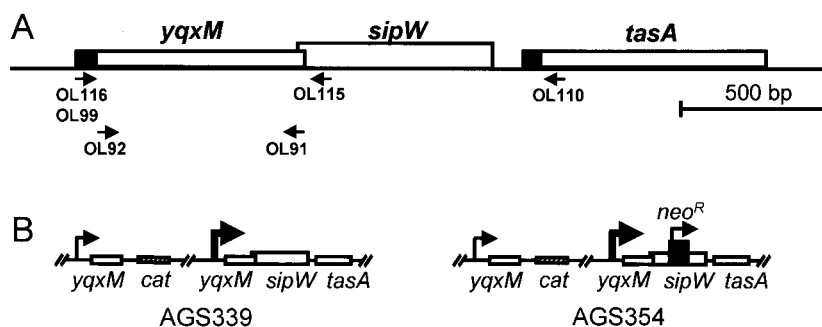 A
yqxM sipW tasA
OL116 OL115 OL110 500 bp
OL99
OL92 OL91
B
neoR
yqxM cat yqxM sipW tasA yqxM cat yqxM sipW tasA
AGS339 AGS354